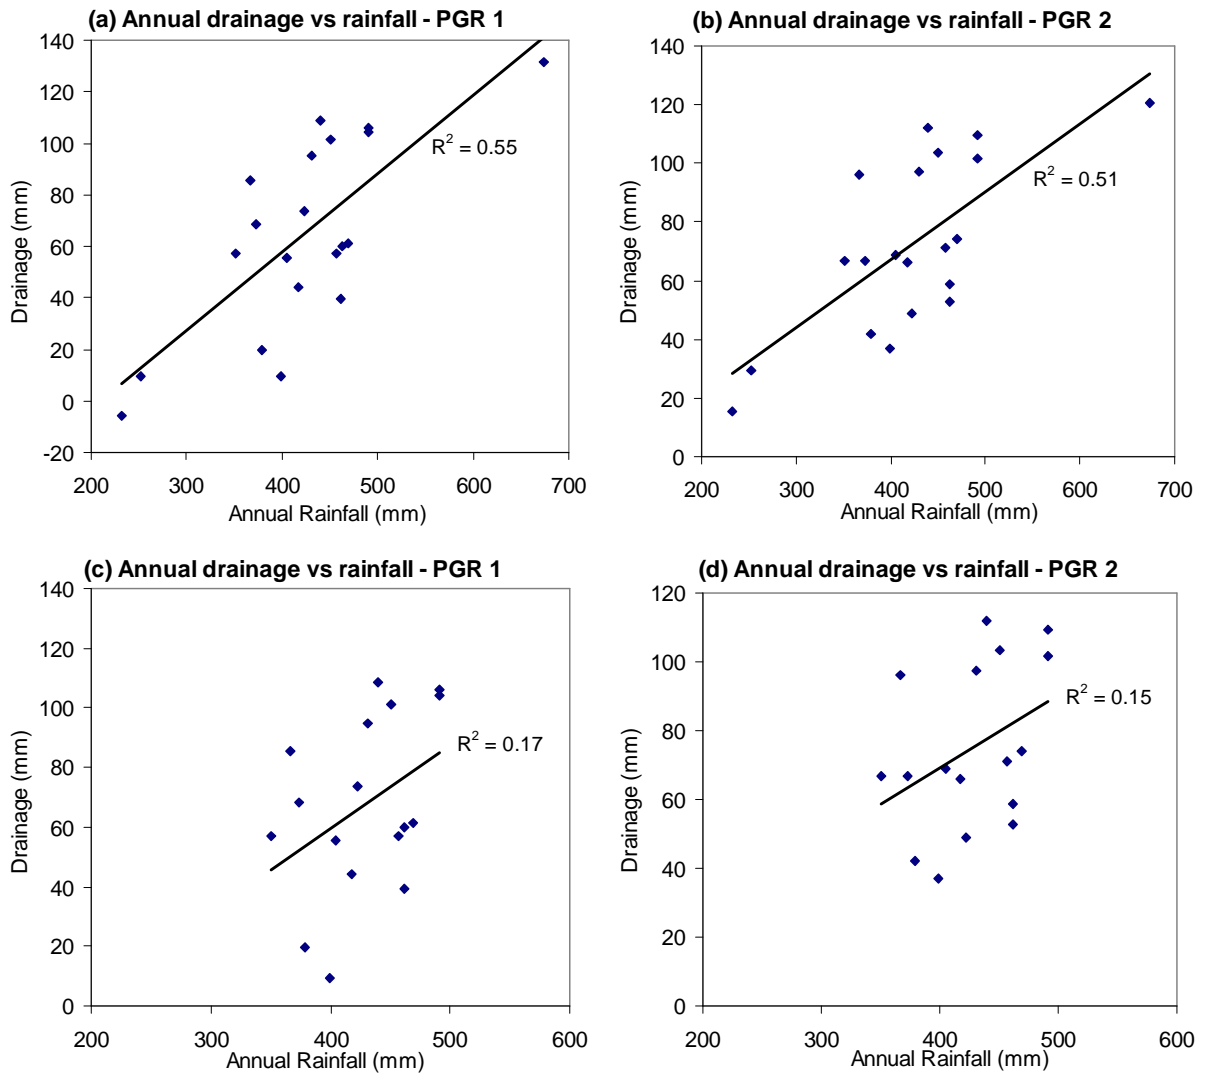 (a) Annual drainage vs rainfall - PGR 1
140
120
100
80
60
40
20
0
-20
Drainage (mm)
R² = 0.55
200 300 400 500 600 700
Annual Rainfall (mm)
(b) Annual drainage vs rainfall - PGR 2
140
120
100
80
60
40
20
0
Drainage (mm)
R² = 0.51
200 300 400 500 600 700
Annual Rainfall (mm)
(c) Annual drainage vs rainfall - PGR 1
140
120
100
80
60
40
20
0
Drainage (mm)
R² = 0.17
200 300 400 500 600
Annual Rainfall (mm)
(d) Annual drainage vs rainfall - PGR 2
120
100
80
60
40
20
0
Drainage (mm)
R² = 0.15
200 300 400 500 600
Annual Rainfall (mm)